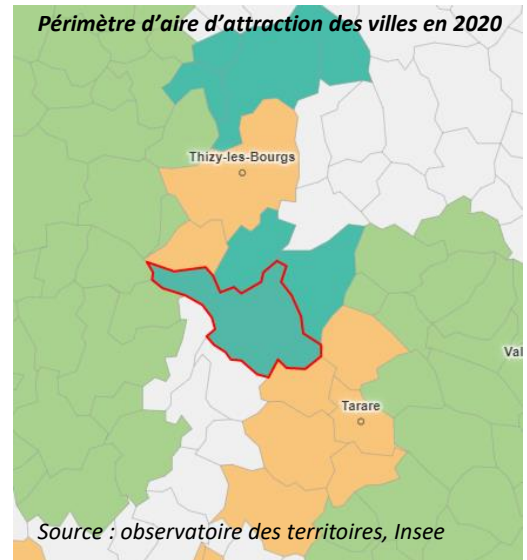 Périmètre d’aire d’attraction des villes en 2020
Thizy-les-Bourgs
Val
Tarare
Source : observatoire des territoires, Insee